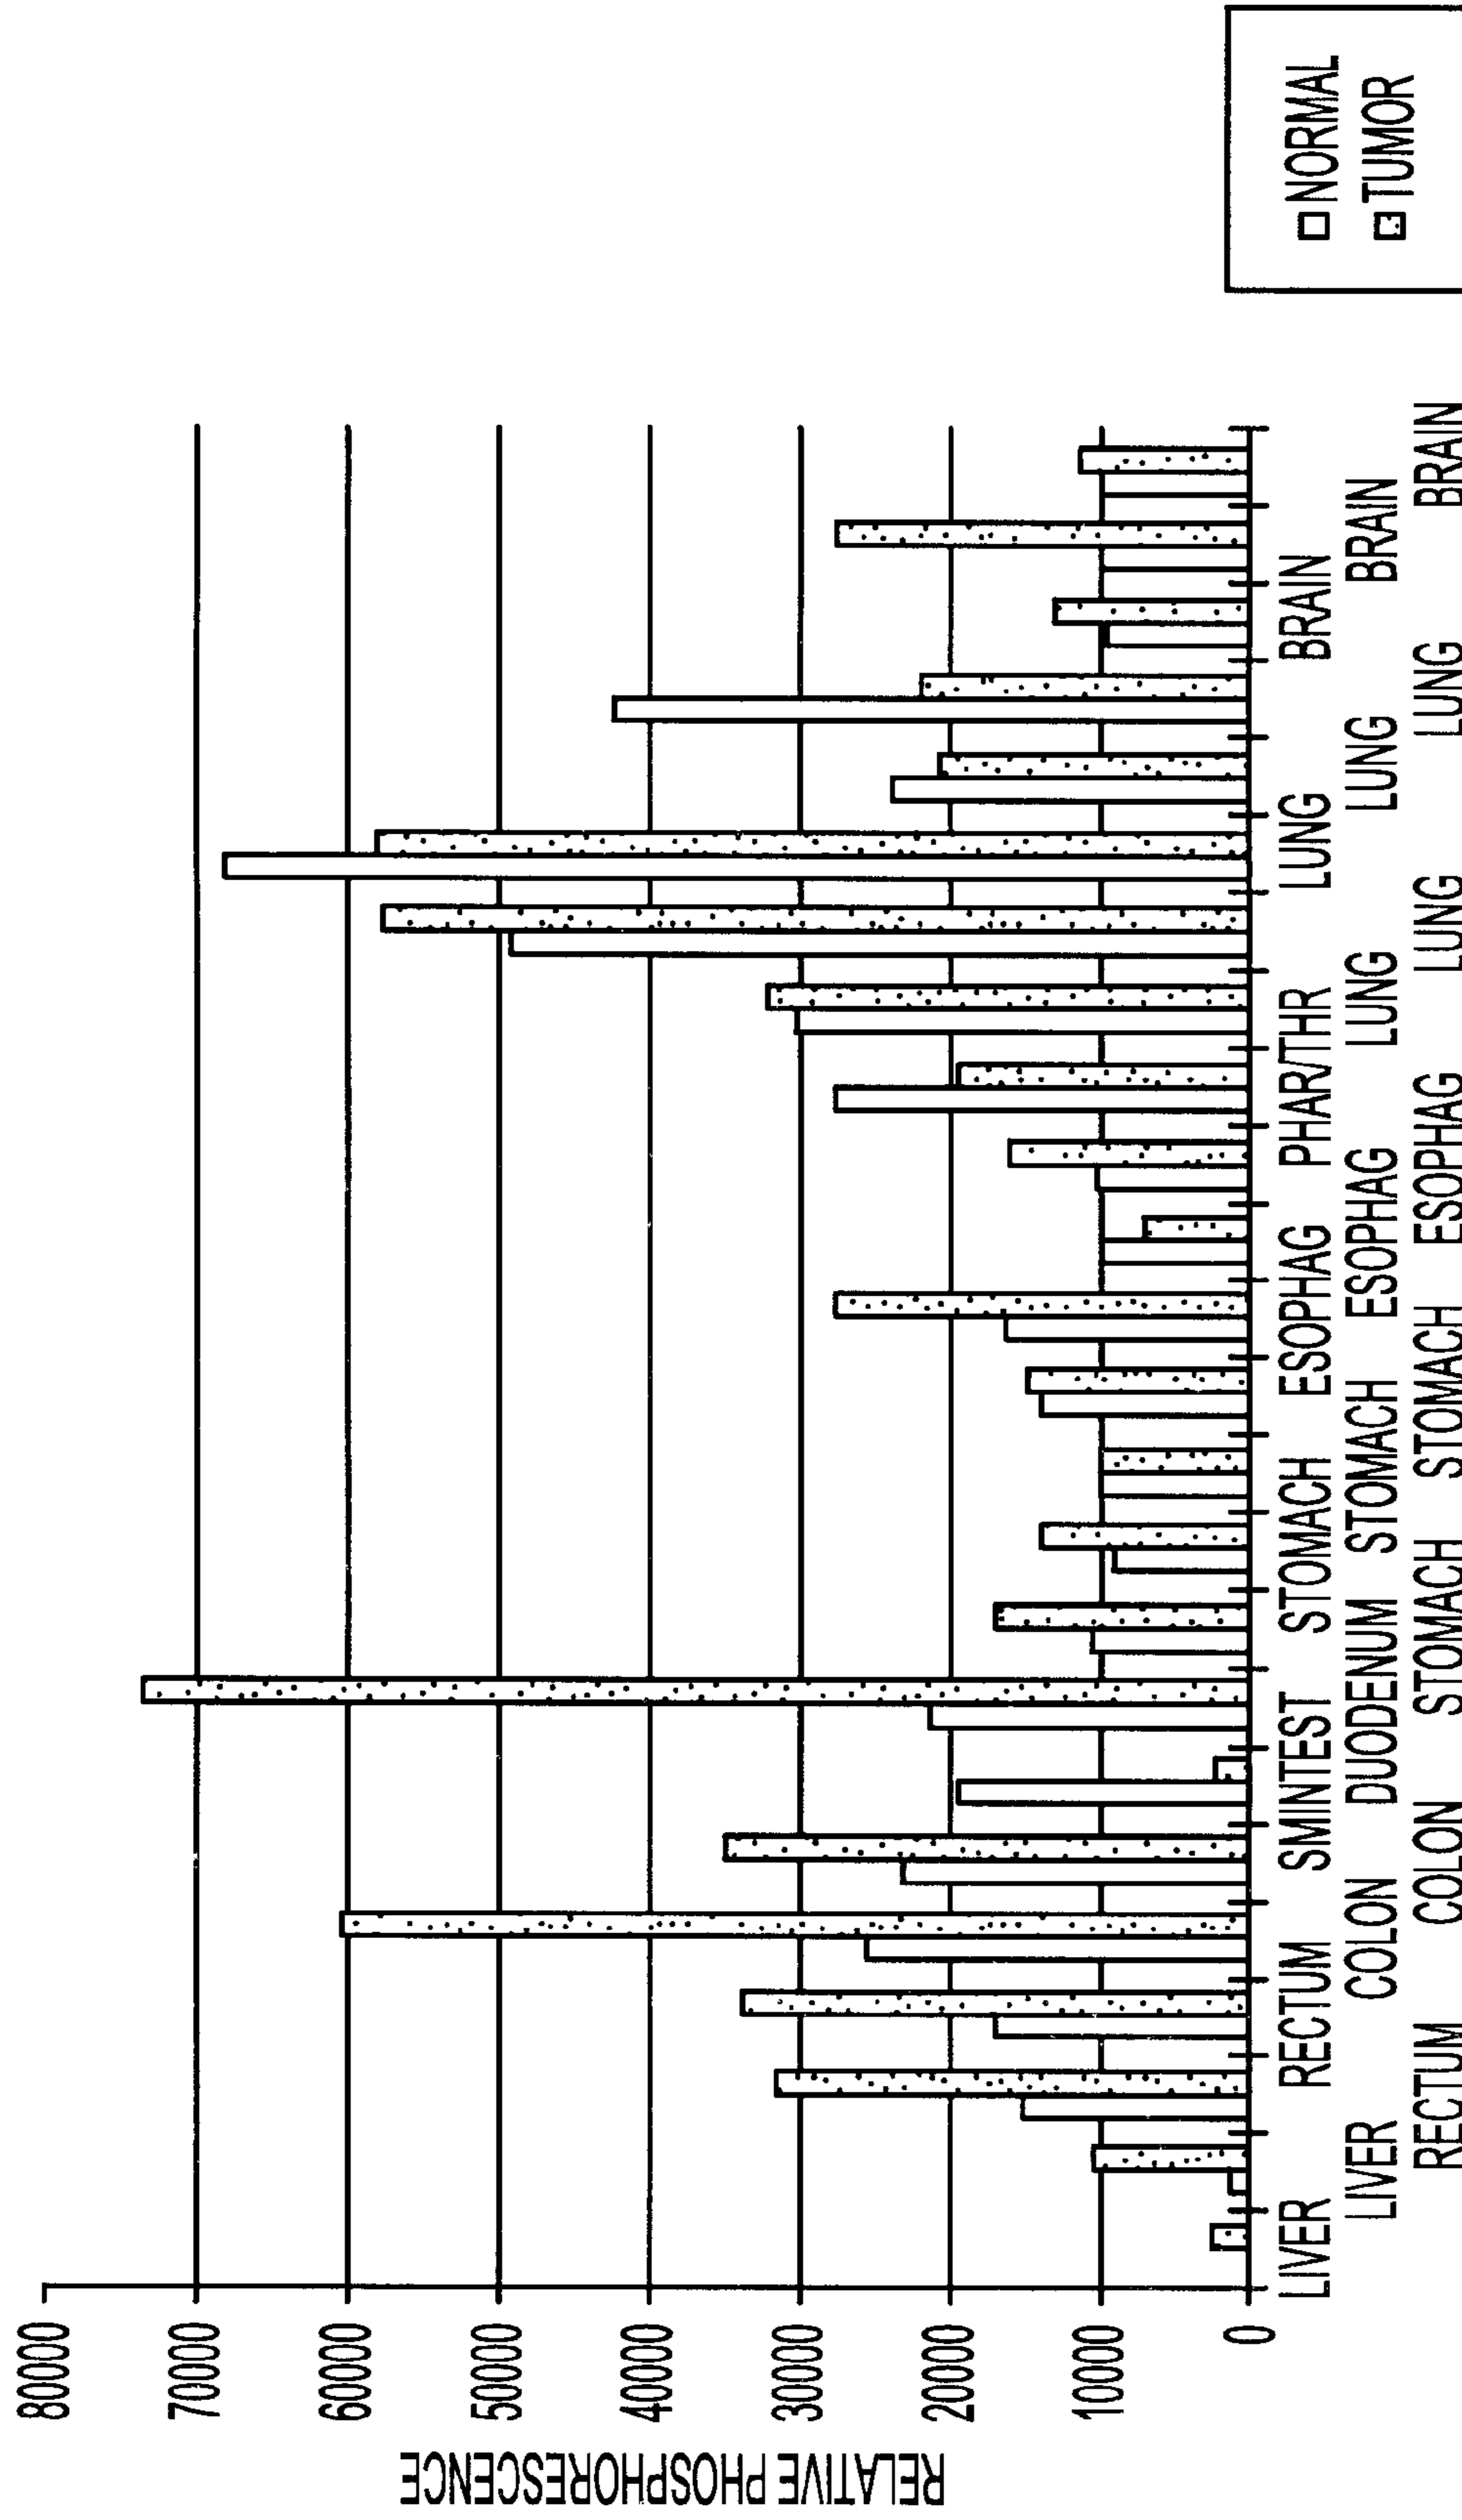 RELATIVE PHOSPHORESCENCE
80000
70000
60000
50000
40000
30000
20000
10000
0
LIVER RECTUM SMINTEST STOMACH ESOPHAG PHAR/THR LUNG BRAIN
LIVER COLON DUODENUM STOMACH ESOPHAG LUNG LUNG BRAIN
RECTUM COLON STOMACH STOMACH ESOPHAG LUNG LUNG BRAIN
NORMAL
TUMOR